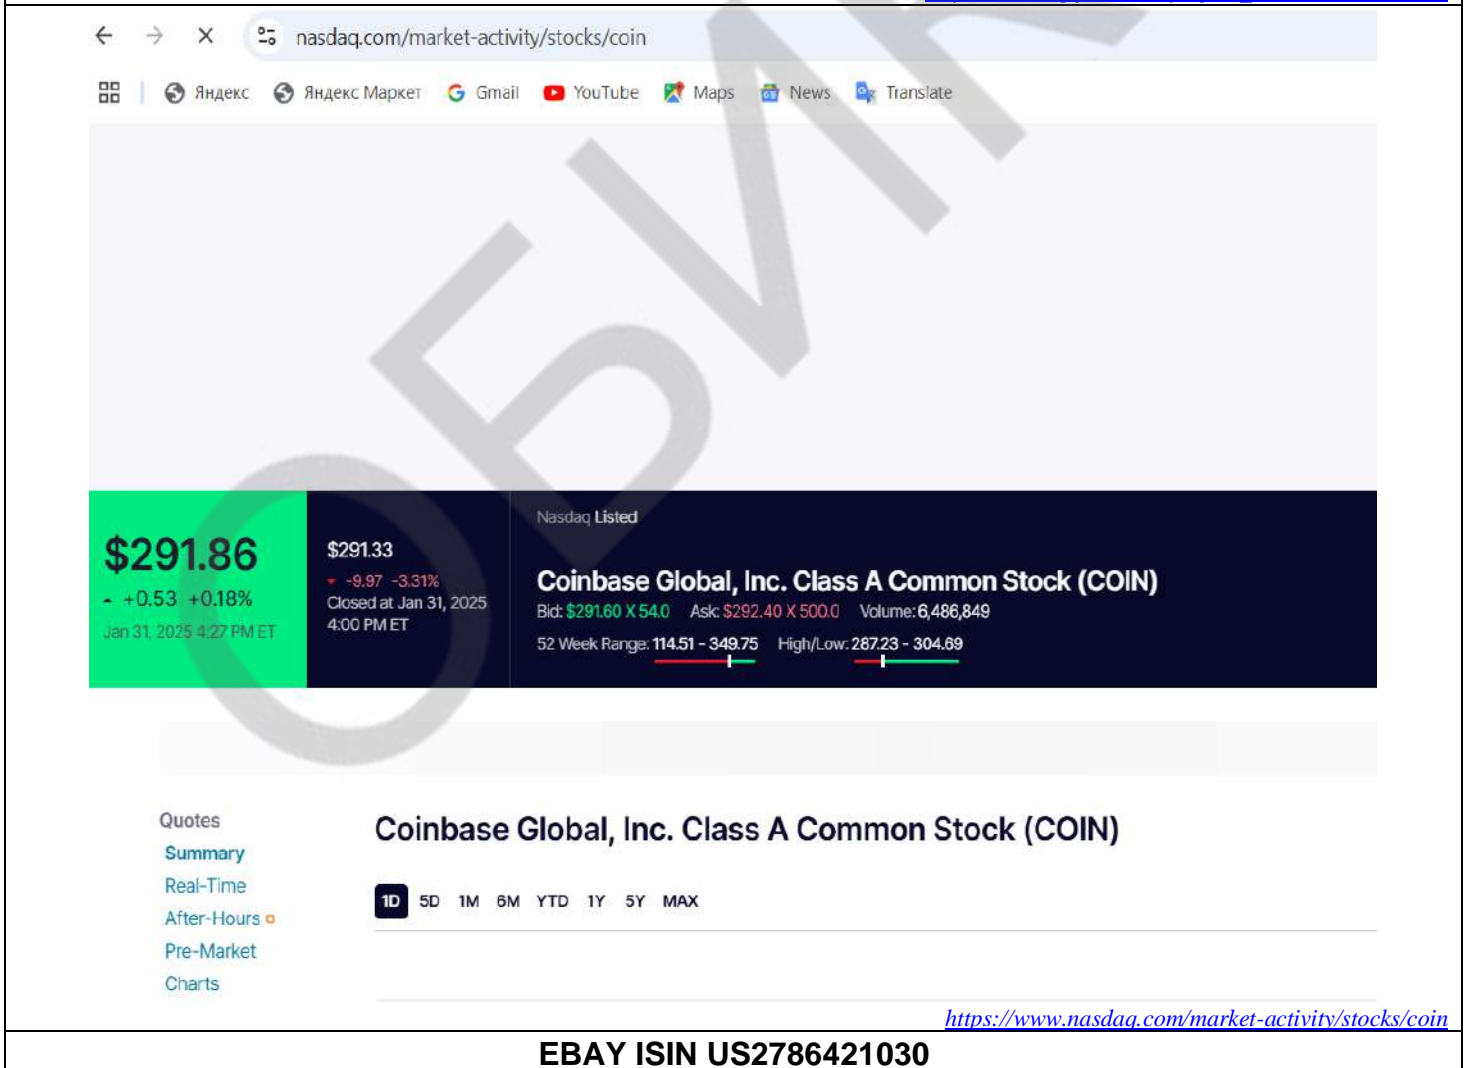 nasdaq.com/market-activity/stocks/coin
Яндекс Яндекс Маркет Gmail YouTube Maps News Translate
ОБИК
Nasdaq Listed
$291.86
+0.53 +0.18%
Jan 31, 2025 4:27 PM ET
$291.33
-9.97 -3.31%
Closed at Jan 31, 2025
4:00 PM ET
Coinbase Global, Inc. Class A Common Stock (COIN)
Bid: $291.60 X 54.0 Ask: $292.40 X 500.0 Volume: 6,486,849
52 Week Range: 114.51 - 349.75 High/Low: 287.23 - 304.69
Quotes
Summary
Real-Time
After-Hours
Pre-Market
Charts
Coinbase Global, Inc. Class A Common Stock (COIN)
1D 5D 1M 6M YTD 1Y 5Y MAX
https://www.nasdaq.com/market-activity/stocks/coin
EBAY ISIN US2786421030